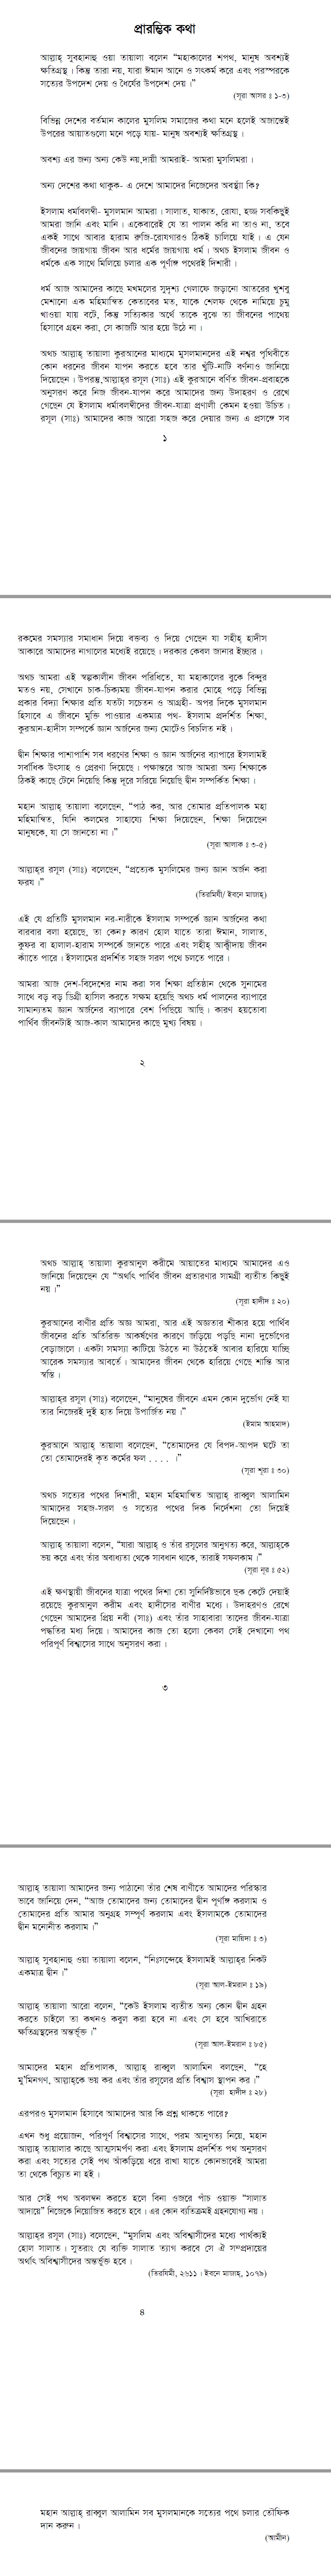 প্রারম্ভিক কথা
আল্লাহ্ সুবহানাহু ওয়া তায়ালা বলেন “মহাকালের শপথ, মানুষ অবশ্যই
ক্ষতিগ্রস্থ। কিন্তু তারা নয়, যারা ঈমান আনে ও সৎকর্ম করে এবং পরস্পরকে
সত্যের উপদেশ দেয় ও ধৈর্যের উপদেশ দেয়।”
(সূরা আসর ঃ ১-৩)
বিভিন্ন দেশের বর্তমান কালের মুসলিম সমাজের কথা মনে হলেই অজান্তেই
উপরের আয়াতগুলো মনে পড়ে যায়- মানুষ অবশ্যই ক্ষতিগ্রস্থ।
অবশ্য এর জন্য অন্য কেউ নয়,দায়ী আমরাই- আমরা মুসলিমরা।
অন্য দেশের কথা থাকুক- এ দেশে আমাদের নিজেদের অবস্থাা কি?
ইসলাম ধর্মাবলম্বী- মুসলমান আমরা। সালাত, যাকাত, রোযা, হজ্জ সবকিছুই
আমরা জানি এবং মানি। একেবারেই যে তা পালন করি না তাও না, তবে
একই সাথে আবার হারাম রুজি-রোযগারও ঠিকই চালিয়ে যাই। এ যেন
জীবনের জায়গায় জীবন আর ধর্মের জায়গায় ধর্ম। অথচ ইসলাম জীবন ও
ধর্মকে এক সাথে মিলিয়ে চলার এক পূর্ণাঙ্গ পথেরই দিশারী।
ধর্ম আজ আমাদের কাছে মখমলের সুদৃশ্য গেলাফে জড়ানো আতরের খুশবু
মেশানো এক মহিমান্বিত কেতাবের মত, যাকে শেলফ থেকে নামিয়ে চুমু
খাওয়া যায় বটে, কিন্তু সত্যিকার অর্থে তাকে বুঝে তা জীবনের পাথেয়
হিসাবে গ্রহন করা, সে কাজটি আর হয়ে উঠে না।
অথচ আল্লাহ্ তায়ালা কুরআনের মাধ্যমে মুসলমানদের এই নশ্বর পৃথিবীতে
কোন ধরনের জীবন যাপন করতে হবে তার খুঁটি-নাটি বর্ণনাও জানিয়ে
দিয়েছেন। উপরন্তু,আল্লাহ্‌র রসূল (সাঃ) এই কুরআনে বর্ণিত জীবন-প্রবাহকে
অনুসরণ করে নিজ জীবন-যাপন করে আমাদের জন্য উদাহরণ ও রেখে
গেছেন যে ইসলাম ধর্মাবলম্বীদের জীবন-যাত্রা প্রণালী কেমন হওয়া উচিত।
রসূল (সাঃ) আমাদের কাজ আরো সহজ করে দেয়ার জন্য এ প্রসঙ্গে সব
১
রকমের সমস্যার সমাধান দিয়ে বক্তব্য ও দিয়ে গেছেন যা সহীহ্ হাদীস
আকারে আমাদের নাগালের মধ্যেই রয়েছে। দরকার কেবল জানার ইচ্ছার।
অথচ আমরা এই স্বল্পকালীন জীবন পরিধিতে, যা মহাকালের বুকে বিন্দুর
মতও নয়, সেখানে চাক-চিক্যময় জীবন-যাপন করার মোহে পড়ে বিভিন্ন
প্রকার বিদ্যা শিক্ষার প্রতি যতটা সচেতন ও আগ্রহী- অপর দিকে মুসলমান
হিসাবে এ জীবনে মুক্তি পাওয়ার একমাত্র পথ- ইসলাম প্রদর্শিত শিক্ষা,
কুরআন-হাদীস সম্পর্কে জ্ঞান অর্জনের জন্য মোটেও বিচলিত নই।
দ্বীন শিক্ষার পাশাপাশি সব ধরণের শিক্ষা ও জ্ঞান অর্জনের ব্যাপারে ইসলামই
সর্বাধিক উৎসাহ ও প্রেরণা দিয়েছে। পক্ষান্তরে আজ আমরা অন্য শিক্ষাকে
ঠিকই কাছে টেনে নিয়েছি কিন্তু দূরে সরিয়ে নিয়েছি দ্বীন সম্পর্কিত শিক্ষা।
মহান আল্লাহ্ তায়ালা বলেছেন, “পাঠ কর, আর তোমার প্রতিপালক মহা
মহিমান্বিত, যিনি কলমের সাহায্যে শিক্ষা দিয়েছেন, শিক্ষা দিয়েছেন
মানুষকে, যা সে জানতো না।”
(সূরা আলাক ঃ ৩-৫)
আল্লাহ্‌র রসূল (সাঃ) বলেছেন, “প্রত্যেক মুসলিমের জন্য জ্ঞান অর্জন করা
ফরয।”
(তিরমিযী/ ইবনে মাজাহ্)
এই যে প্রতিটি মুসলমান নর-নারীকে ইসলাম সম্পর্কে জ্ঞান অর্জনের কথা
বারবার বলা হয়েছে, তা কেন? কারণ হোল যাতে তারা ঈমান, সালাত,
কুফর বা হালাল-হারাম সম্পর্কে জানতে পারে এবং সহীহ্ আক্বীদায় জীবন
কাঁাতে পারে। ইসলামের প্রদর্শিত সহজ সরল পথে চলতে পারে।
আমরা আজ দেশ-বিদেশের নাম করা সব শিক্ষা প্রতিষ্ঠান থেকে সুনামের
সাথে বড় বড় ডিগ্রী হাসিল করতে সক্ষম হয়েছি অথচ ধর্ম পালনের ব্যাপারে
সামান্যতম জ্ঞান অর্জনের ব্যাপারে বেশ পিছিয়ে আছি। কারণ হয়তোবা
পার্থিব জীবনটাই আজ-কাল আমাদের কাছে মুখ্য বিষয়।
২
অথচ আল্লাহ্ তায়ালা কুরআনুল করীমে আয়াতের মাধ্যমে আমাদের এও
জানিয়ে দিয়েছেন যে “অর্থাৎ পার্থিব জীবন প্রতারণার সামগ্রী ব্যতীত কিছুই
নয়।”
(সূরা হাদীদ ঃ ২০)
কুরআনের বাণীর প্রতি অজ্ঞ আমরা, আর এই অজ্ঞতার শীকার হয়ে পার্থিব
জীবনের প্রতি অতিরিক্ত আকর্ষণের কারণে জড়িয়ে পড়ছি নানা দুর্ভোগের
বেড়াজালে। একটা সমস্যা কাটিয়ে উঠতে না উঠতেই আবার হারিয়ে যাচ্ছি
আরেক সমস্যার আবর্তে। আমাদের জীবন থেকে হারিয়ে গেছে শান্তি আর
স্বস্তি।
আল্লাহ্‌র রসূল (সাঃ) বলেছেন, “মানুষের জীবনে এমন কোন দুর্ভোগ নেই যা
তার নিজেরই দুই হাত দিয়ে উপার্জিত নয়।”
(ইমাম আহমাদ)
কুরআনে আল্লাহ্ তায়ালা বলেছেন, “তোমাদের যে বিপদ-আপদ ঘটে তা
তো তোমাদেরই কৃত কর্মের ফল . . . . ।”
(সূরা শূরা ঃ ৩০)
অথচ সত্যের পথের দিশারী, মহান মহিমান্বিত আল্লাহ্ রাব্বুল আলামিন
আমাদের সহজ-সরল ও সত্যের পথের দিক নির্দেশনা তো দিয়েই
দিয়েছেন।
আল্লাহ্ তায়ালা বলেন, “যারা আল্লাহ্ ও তাঁর রসূলের আনুগত্য করে, আল্লাহ্‌কে
ভয় করে এবং তাঁর অবাধ্যতা থেকে সাবধান থাকে, তারাই সফলকাম।”
(সূরা নূর ঃ ৫২)
এই ক্ষণস্থায়ী জীবনের যাত্রা পথের দিশা তো সুনির্দিষ্টভাবে ছক কেটে দেয়াই
রয়েছে কুরআনুল করীম এবং হাদীসের বাণীর মধ্যে। উদাহরণও রেখে
গেছেন আমাদের প্রিয় নবী (সাঃ) এবং তাঁর সাহাবারা তাদের জীবন-যাত্রা
পদ্ধতির মধ্য দিয়ে। আমাদের কাজ তো হলো কেবল সেই দেখানো পথ
পরিপূর্ণ বিশ্বাসের সাথে অনুসরণ করা।
৩
আল্লাহ্ তায়ালা আমাদের জন্য পাঠানো তাঁর শেষ বাণীতে আমাদের পরিস্কার
ভাবে জানিয়ে দেন, “আজ তোমাদের জন্য তোমাদের দ্বীন পূর্ণাঙ্গ করলাম ও
তোমাদের প্রতি আমার অনুগ্রহ সম্পূর্ণ করলাম এবং ইসলামকে তোমাদের
দ্বীন মনোনীত করলাম।”
(সূরা মায়িদা ঃ ৩)
আল্লাহ্ সুবহানাহু ওয়া তায়ালা বলেন, “নিঃসন্দেহে ইসলামই আল্লাহ্‌র নিকট
একমাত্র দ্বীন।”
(সূরা আল-ইমরান ঃ ১৯)
আল্লাহ্ তায়ালা আরো বলেন, “কেউ ইসলাম ব্যতীত অন্য কোন দ্বীন গ্রহন
করতে চাইলে তা কখনও কবুল করা হবে না এবং সে হবে আখিরাতে
ক্ষতিগ্রস্থদের অন্তর্ভূক্ত।”
(সূরা আল-ইমরান ঃ ৮৫)
আমাদের মহান প্রতিপালক, আল্লাহ্ রাব্বুল আলামিন বলছেন, “হে
মু’মিনগণ, আল্লাহ্‌কে ভয় কর এবং তাঁর রসূলের প্রতি বিশ্বাস স্থাপন কর।”
(সূরা হাদীদ ঃ ২৮)
এরপরও মুসলমান হিসাবে আমাদের আর কি প্রশ্ন থাকতে পারে?
এখন শুধু প্রয়োজন, পরিপূর্ণ বিশ্বাসের সাথে, পরম আনুগত্য নিয়ে, মহান
আল্লাহ্ তায়ালার কাছে আত্মসমর্পণ করা এবং ইসলাম প্রদর্শিত পথ অনুসরণ
করা এবং সত্যের সেই পথ আঁকড়িয়ে ধরে রাখা যাতে কোনভাবেই আমরা
তা থেকে বিচ্যুত না হই।
আর সেই পথ অবলম্বন করতে হলে বিনা ওজরে পাঁচ ওয়াক্ত “সালাত
আদায়ে” নিজেকে নিয়োজিত করতে হবে। এর কোন ব্যতিক্রমই গ্রহনযোগ্য নয়।
আল্লাহ্‌র রসূল (সাঃ) বলেছেন, “মুসলিম এবং অবিশ্বাসীদের মধ্যে পার্থক্যই
হোল সালাত। সুতরাং যে ব্যক্তি সালাত ত্যাগ করবে সে ঐ সম্প্রদায়ের
অর্থাৎ অবিশ্বাসীদের অন্তর্ভূক্ত হবে।
(তিরমিযী, ২৬১১। ইবনে মাজাহ্, ১০৭৯)
৪
মহান আল্লাহ্ রাব্বুল আলামিন সব মুসলমানকে সত্যের পথে চলার তৌফিক
দান করুন।
(আমীন)